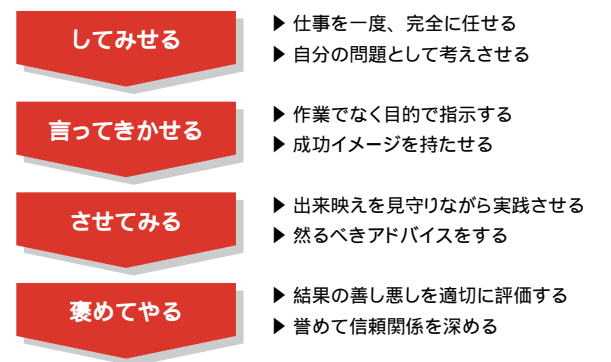 してみせる
▶ 仕事を一度、完全に任せる
▶ 自分の問題として考えさせる
言ってきかせる
▶ 作業でなく目的で指示する
▶ 成功イメージを持たせる
させてみる
▶ 出来映えを見守りながら実践させる
▶ 然るべきアドバイスをする
褒めてやる
▶ 結果の善し悪しを適切に評価する
▶ 誉めて信頼関係を深める